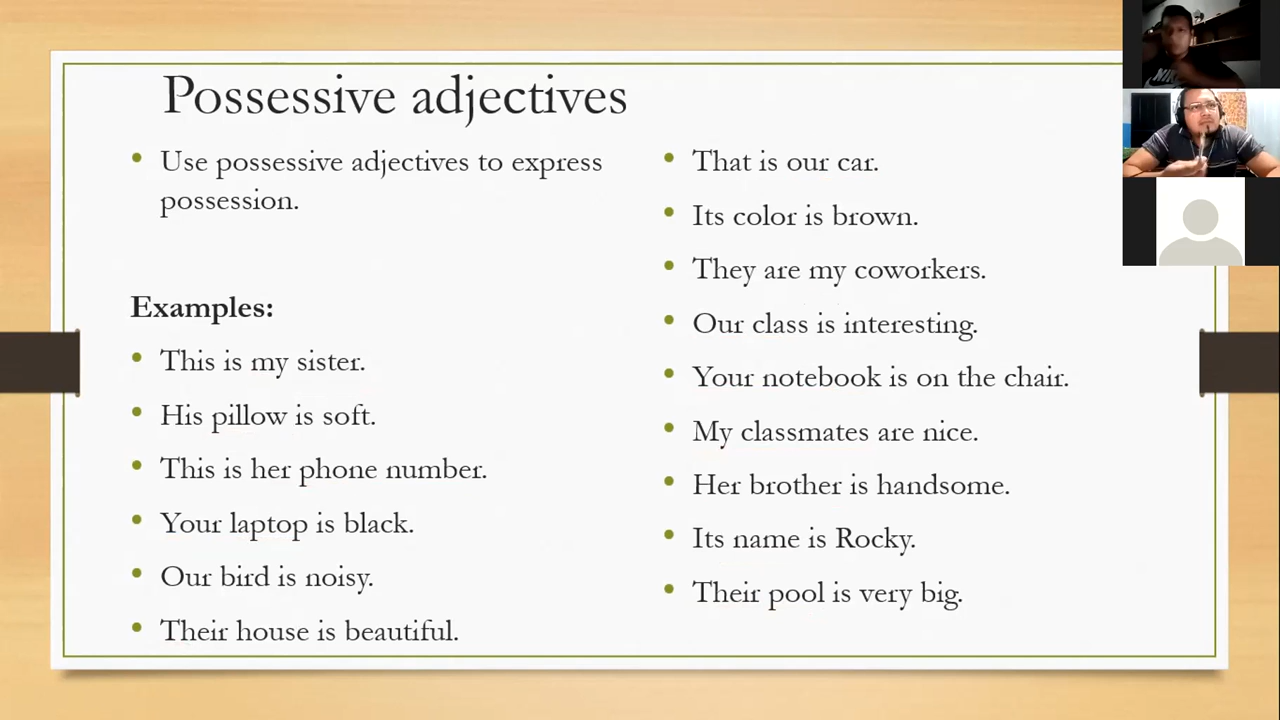 Possessive adjectives
• Use possessive adjectives to express
possession.
Examples:
• This is my sister.
• His pillow is soft.
• This is her phone number.
• Your laptop is black.
• Our bird is noisy.
• Their house is beautiful.
• That is our car.
• Its color is brown.
• They are my coworkers.
• Our class is interesting.
• Your notebook is on the chair.
• My classmates are nice.
• Her brother is handsome.
• Its name is Rocky.
• Their pool is very big.